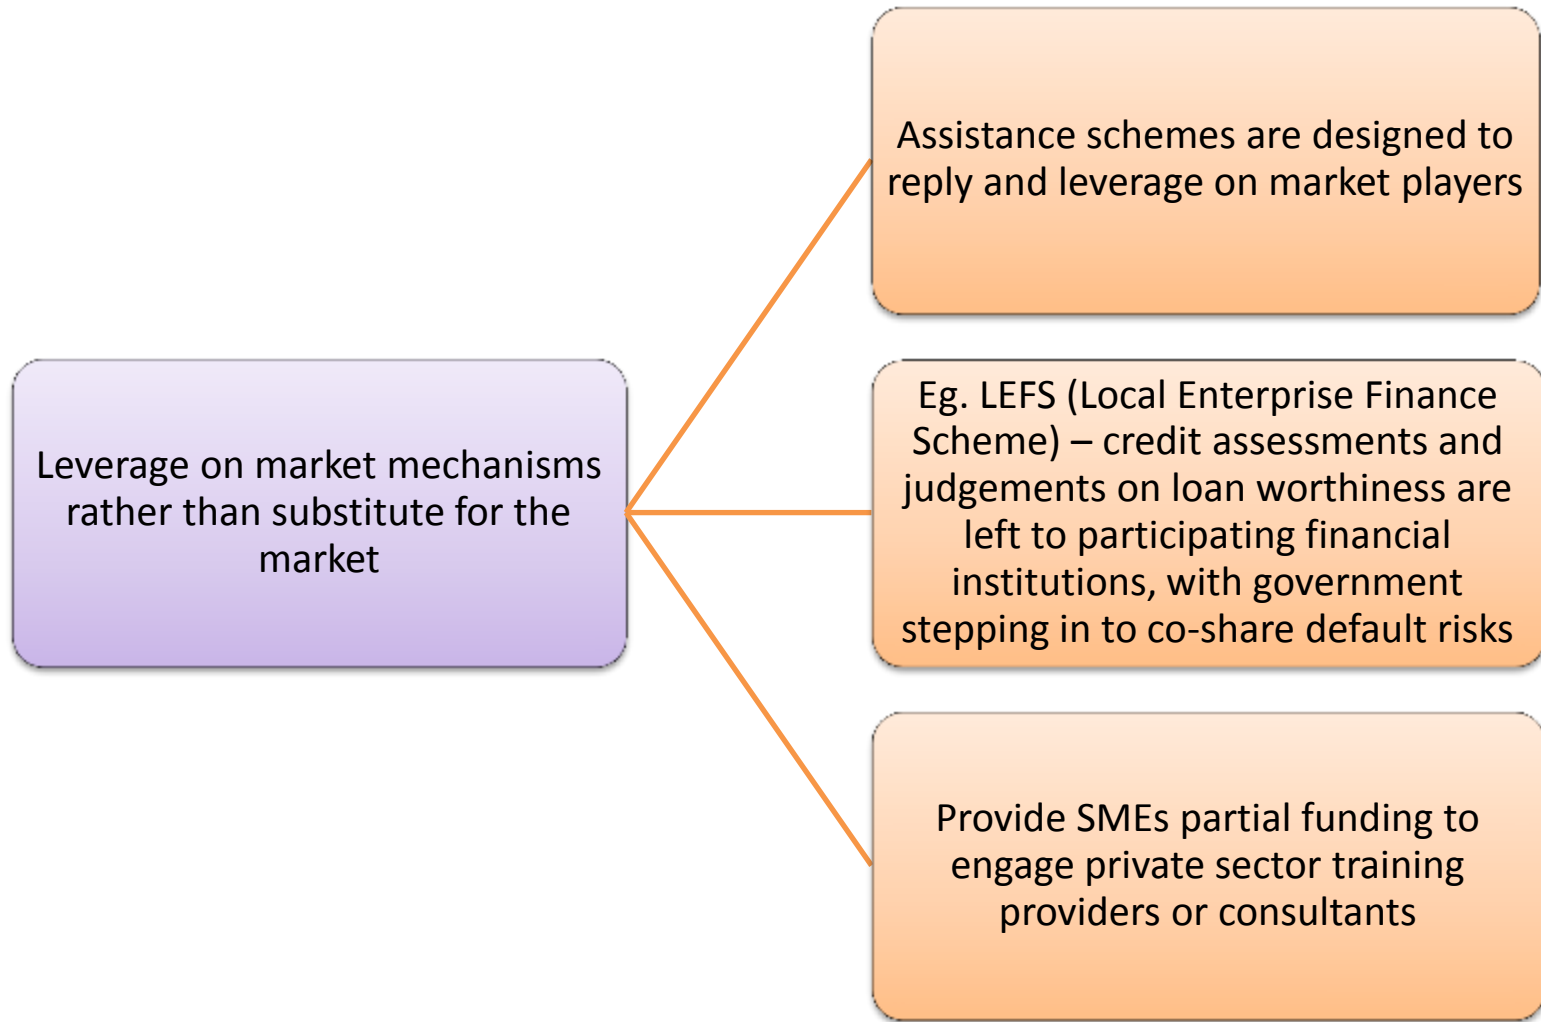 Leverage on market mechanisms
rather than substitute for the
market
Assistance schemes are designed to
reply and leverage on market players
Eg. LEFS (Local Enterprise Finance
Scheme) – credit assessments and
judgements on loan worthiness are
left to participating financial
institutions, with government
stepping in to co-share default risks
Provide SMEs partial funding to
engage private sector training
providers or consultants